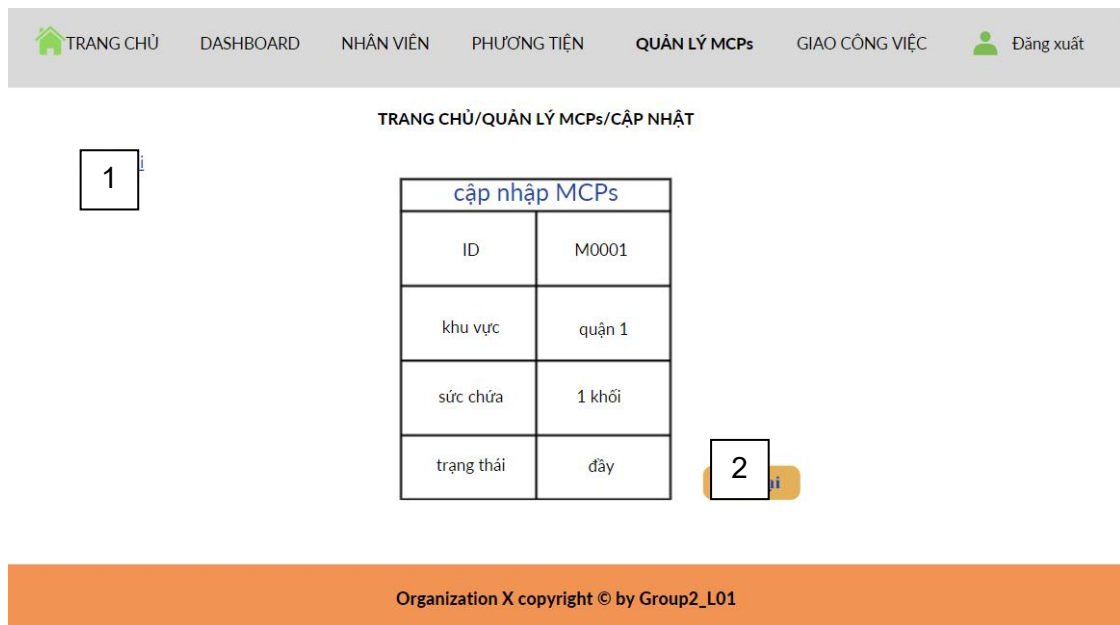 TRANG CHỦ DASHBOARD NHÂN VIÊN PHƯƠNG TIỆN QUẢN LÝ MCPs GIAO CÔNG VIỆC Đăng xuất
TRANG CHỦ/QUẢN LÝ MCPs/CẬP NHẬT
1
cập nhập MCPs
ID M0001
khu vực quận 1
sức chứa 1 khối
trạng thái đầy
2
Organization X copyright © by Group2_L01